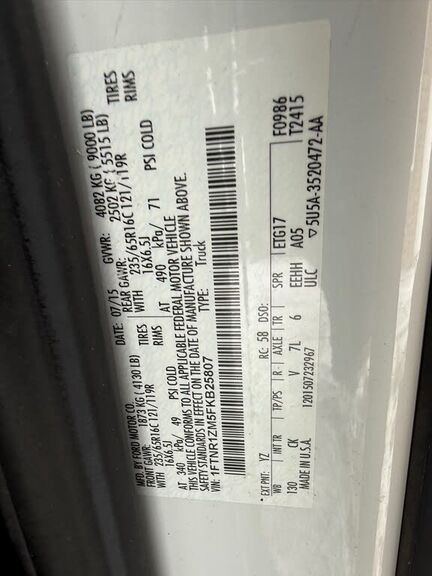 MFD. BY FORD MOTOR CO.
DATE: 07/15 GVWR: 4082 KG ( 9000 LB)
FRONT GAWR: 1873 KG ( 4130 LB) REAR GAWR: 2502 KG ( 5515 LB)
WITH 235/65R16C 121/119R TIRES WITH 235/65R16C 121/119R TIRES
16X6.5J RIMS 16X6.5J RIMS
AT 340 kPa/ 49 PSI COLD AT 490 kPa/ 71 PSI COLD
THIS VEHICLE CONFORMS TO ALL APPLICABLE FEDERAL MOTOR VEHICLE
SAFETY STANDARDS IN EFFECT ON THE DATE OF MANUFACTURE SHOWN ABOVE.
VIN: 1FTNR1ZM5FKB25807 TYPE: Truck
F0986
T2415
* EXT PNT: YZ RC: 58 DSO:
WB INT TR TP/PS R- AXLE TR SPR ETG17
130 CK V 7L 6 EEHH A05
MADE IN U.S.A. ULC
1201507232967
▽ 5U5A-3520472-AA